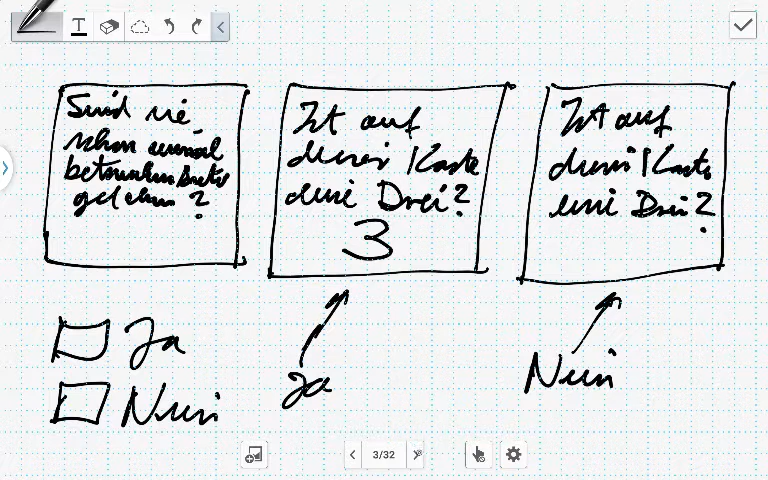 Sind sie
schon einmal
betrunken Auto
gefahren?
Ist auf
dieser Karte
eine Drei?
3
Ist auf
dieser Karte
eine Drei?
Ja
Nein
Ja
Nein
3/32